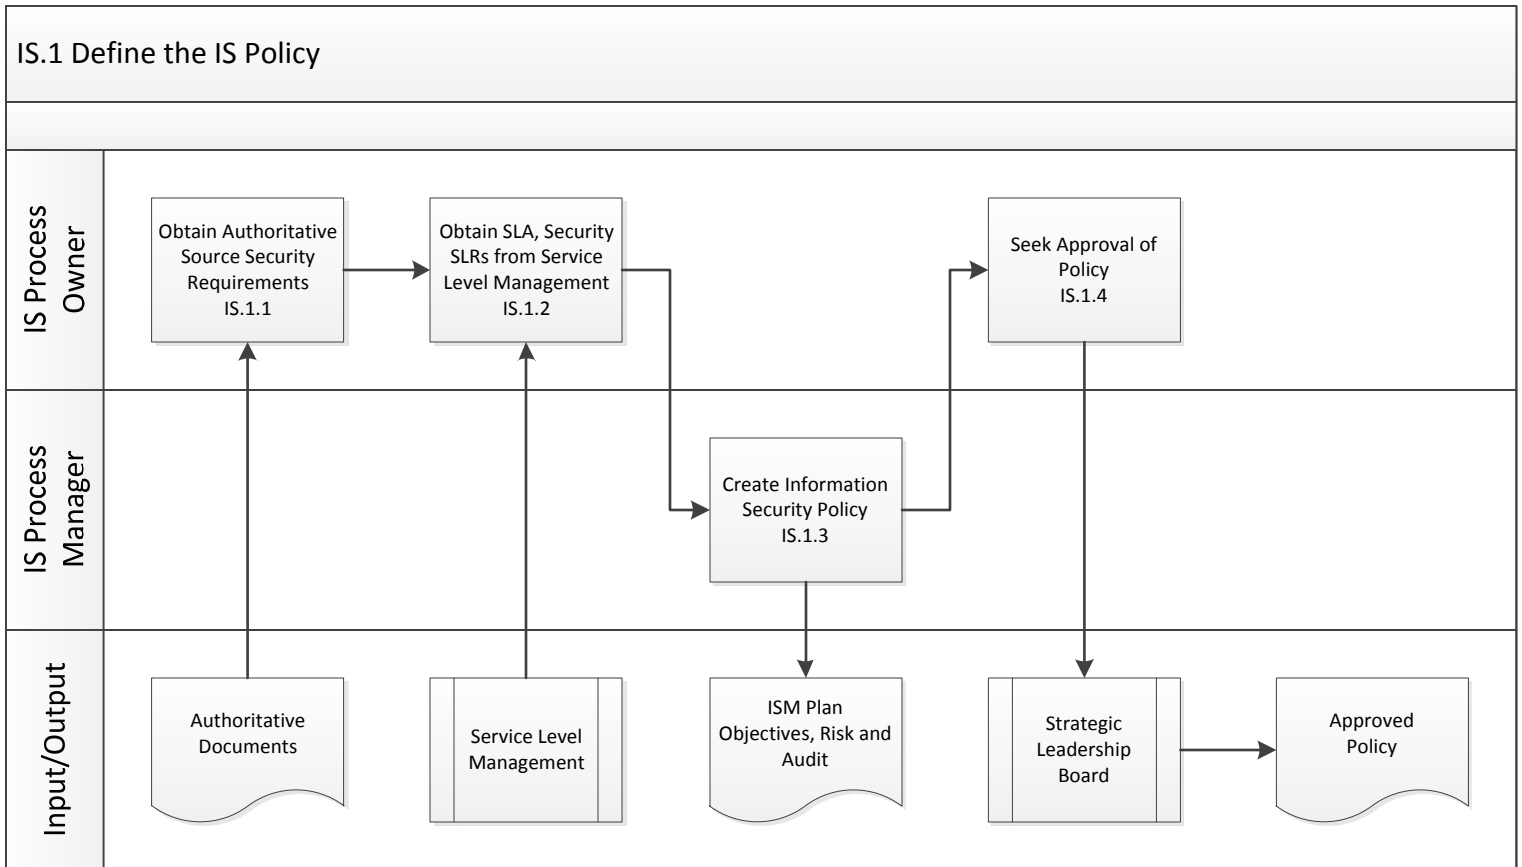 IS.1 Define the IS Policy
IS Process
Owner
Obtain Authoritative
Source Security
Requirements
IS.1.1
Obtain SLA, Security
SLRs from Service
Level Management
IS.1.2
Seek Approval of
Policy
IS.1.4
IS Process
Manager
Create Information
Security Policy
IS.1.3
Input/Output
Authoritative
Documents
Service Level
Management
ISM Plan
Objectives, Risk and
Audit
Strategic
Leadership
Board
Approved
Policy